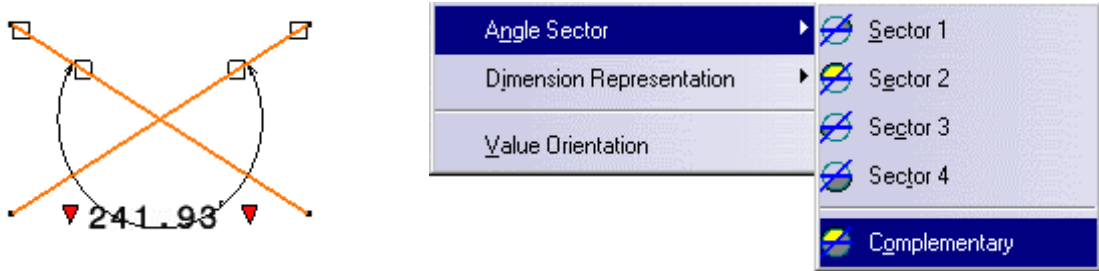 Angle Sector
Sector 1
Sector 2
Dimension Representation
Sector 3
Value Orientation
Sector 4
241.93°
Complementary